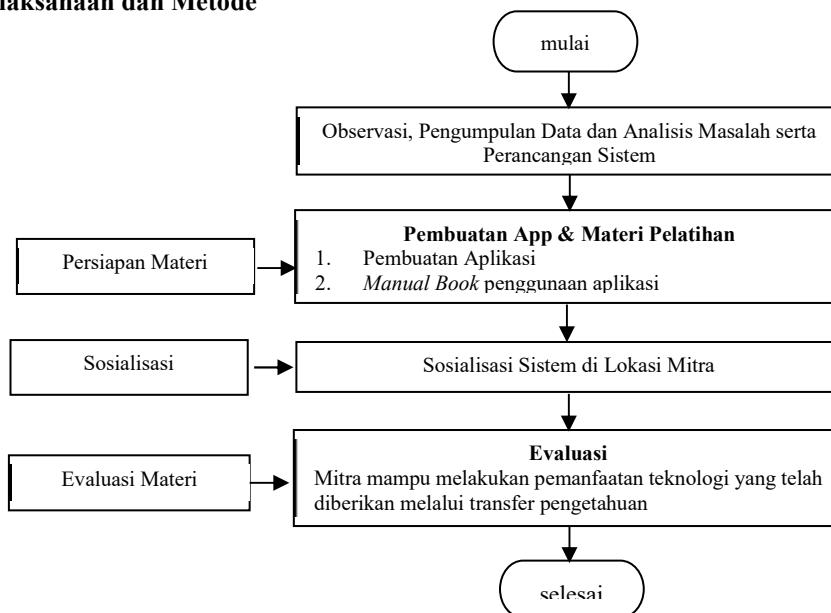 dan Metode
mulai
Observasi, Pengumpulan Data dan Analisis Masalah serta
Perancangan Sistem
Persiapan Materi
Pembuatan App & Materi Pelatihan
1. Pembuatan Aplikasi
2. Manual Book penggunaan aplikasi
Sosialisasi
Sosialisasi Sistem di Lokasi Mitra
Evaluasi Materi
Evaluasi
Mitra mampu melakukan pemanfaatan teknologi yang telah
diberikan melalui transfer pengetahuan
selesai